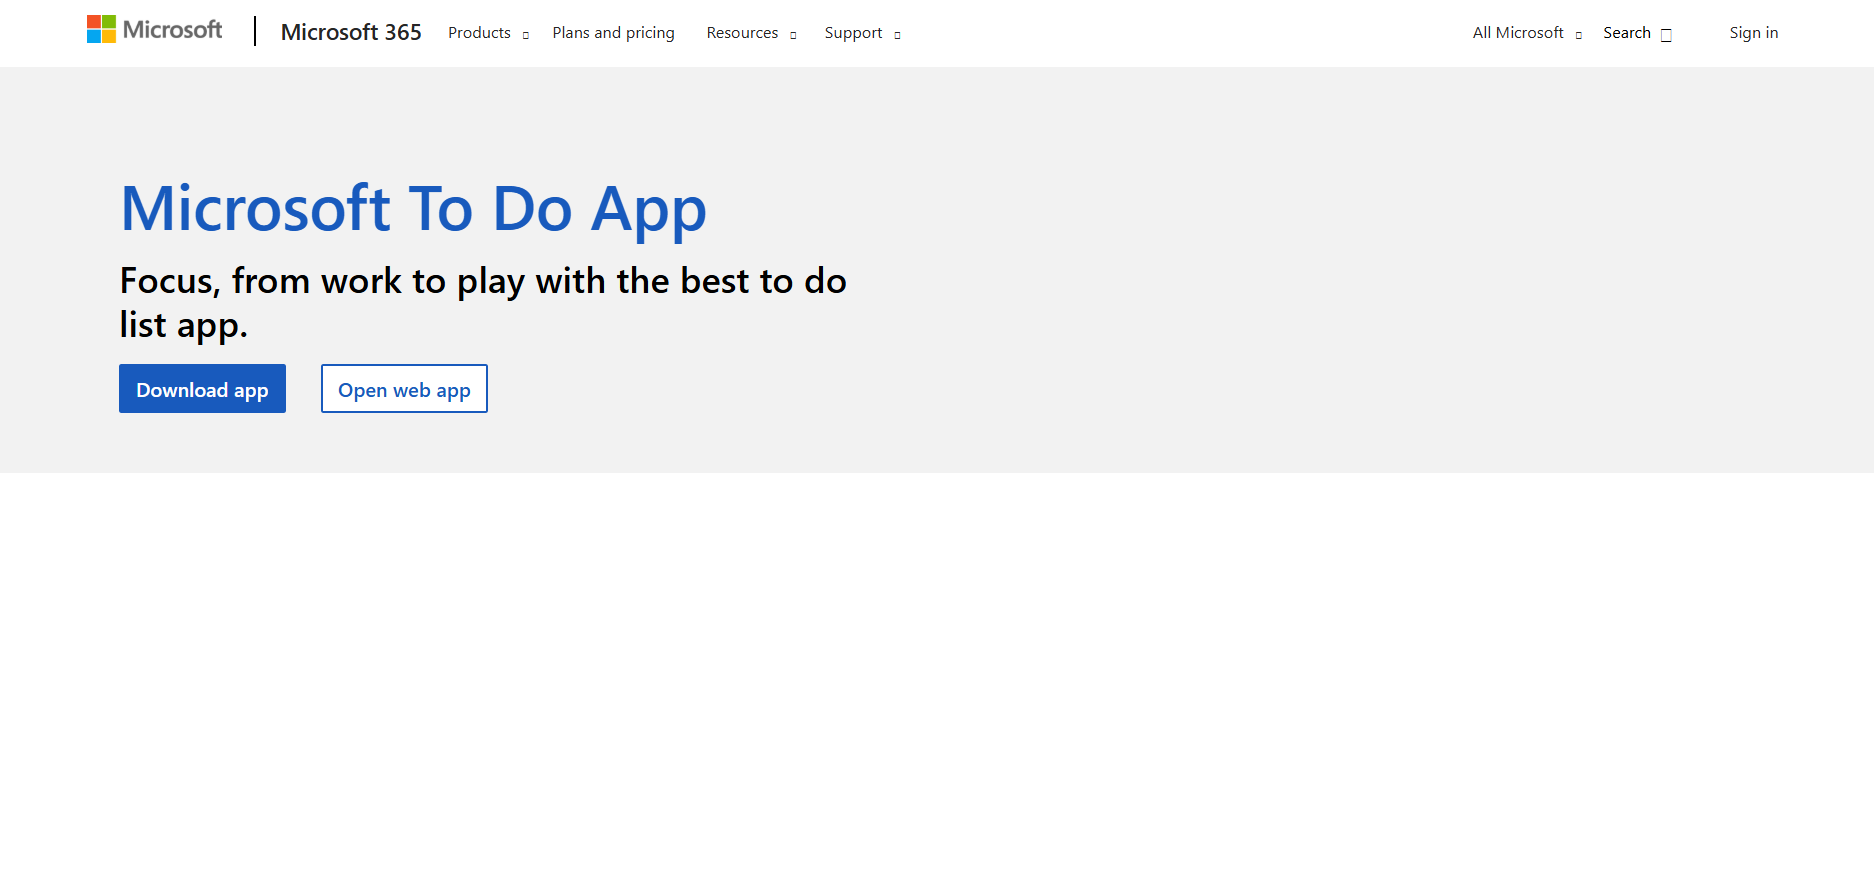 Microsoft
Microsoft 365
Products
Plans and pricing
Resources
Support
All Microsoft
Search
Sign in
Microsoft To Do App
Focus, from work to play with the best to do
list app.
Download app
Open web app